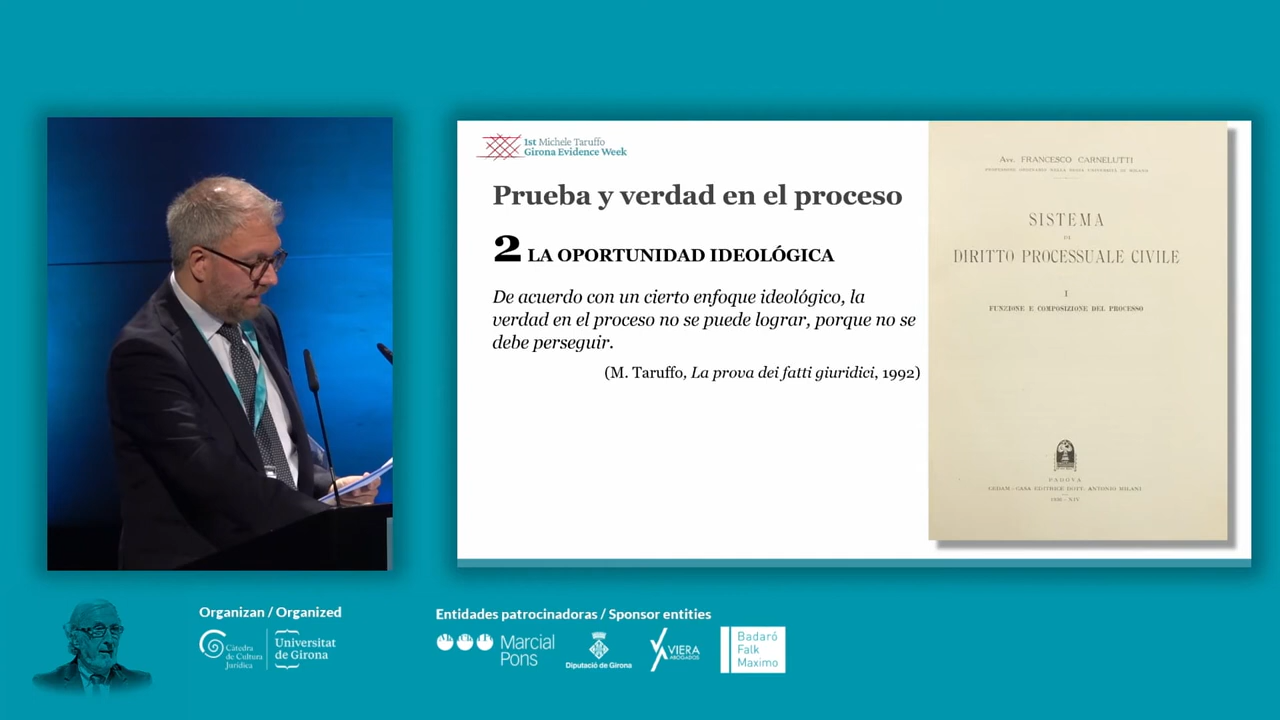 1st Michele Taruffo
Girona Evidence Week
Prueba y verdad en el proceso
2 LA OPORTUNIDAD IDEOLÓGICA
De acuerdo con un cierto enfoque ideológico, la
verdad en el proceso no se puede lograr, porque no se
debe perseguir.
(M. Taruffo, La prova dei fatti giuridici, 1992)
Avv. FRANCESCO CARNELUTTI
SISTEMA
DI
DIRITTO PROCESSUALE CIVILE
I
FUNZIONE E COMPOSIZIONE DEL PROCESSO
PADOVA
CEDAM - CASA EDITRICE DOTT. ANTONIO MILANI
Organizan / Organized
Càtedra
de Cultura
Jurídica
Universitat
de Girona
Entidades patrocinadoras / Sponsor entities
Marcial
Pons
Diputació de Girona
VIERA
ABOGADOS
Badaró
Falk
Maximo